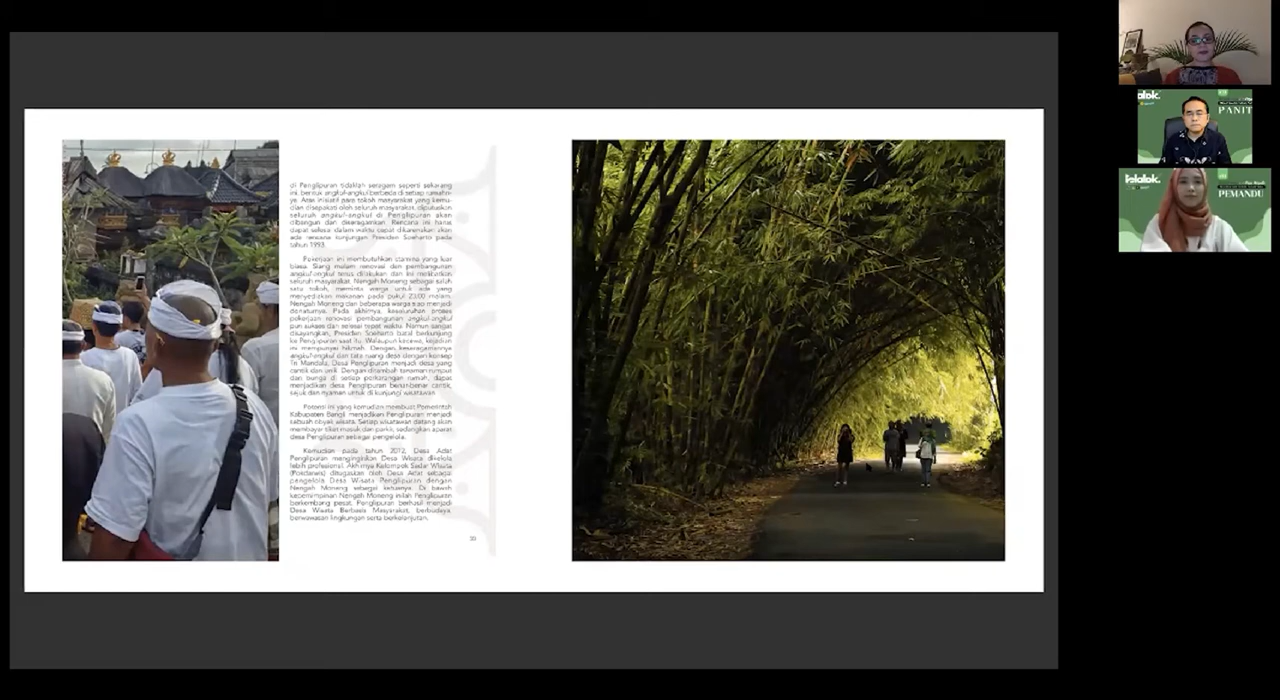 di Penglipuran tidaklah seragam seperti sekarang
ini, bentuk angkul-angkul berbeda di setiap rumahn-
ya. Atas inisiatif para tokoh masyarakat yang kemu-
dian disepakati oleh seluruh masyarakat, diputuskan
seluruh angkul-angkul di Penglipuran akan
dibangun dan diseragamkan. Rencana ini harus
dapat selesai dalam waktu cepat dikarenakan akan
ada rencana kunjungan Presiden Soeharto pada
tahun 1993.
Pekerjaan ini membutuhkan stamina yang luar
biasa. Siang malam renovasi dan pembangunan
angkul-angkul terus dilakukan dan ini melibatkan
seluruh masyarakat. Nengah Moneng sebagai salah
satu tokoh, meminta warga untuk ada yang
menyediakan makanan pada pukul 23.00 malam.
Nengah Moneng dan beberapa warga siap menjadi
donaturnya. Pada akhirnya, keseluruhan proses
pekerjaan renovasi pembangunan angkul-angkul
pun sukses dan selesai tepat waktu. Namun sangat
disayangkan, Presiden Soeharto batal berkunjung
ke Penglipuran saat itu. Walaupun kecewa, kejadian
ini mempunyai hikmah. Dengan keseragamannya
angkul-angkul dan tata ruang desa dengan konsep
Tri Mandala, Desa Penglipuran menjadi desa yang
cantik dan unik. Dengan ditambah tanaman rumput
dan bunga di setiap perkarangan rumah, dapat
menjadikan desa Penglipuran benar-benar cantik,
sejuk dan nyaman untuk di kunjungi wisatawan.
Potensi ini yang kemudian membuat Pemerintah
Kabupaten Bangli menjadikan Penglipuran menjadi
sebuah obyek wisata. Setiap wisatawan datang akan
membayar tiket masuk dan parkir, sedangkan aparat
desa Penglipuran sebagai pengelola.
Kemudian pada tahun 2012, Desa Adat
Penglipuran menginginkan Desa Wisata dikelola
lebih profesional. Akhirnya Kelompok Sadar Wisata
(Pokdarwis) ditugaskan oleh Desa Adat sebagai
pengelola Desa Wisata Penglipuran dengan
Nengah Moneng sebagai ketuanya. Di bawah
kepemimpinan Nengah Moneng inilah Penglipuran
berkembang pesat. Penglipuran berhasil menjadi
Desa Wisata Berbasis Masyarakat, berbudaya,
berwawasan lingkungan serta berkelanjutan.
PANIT
PEMANDU